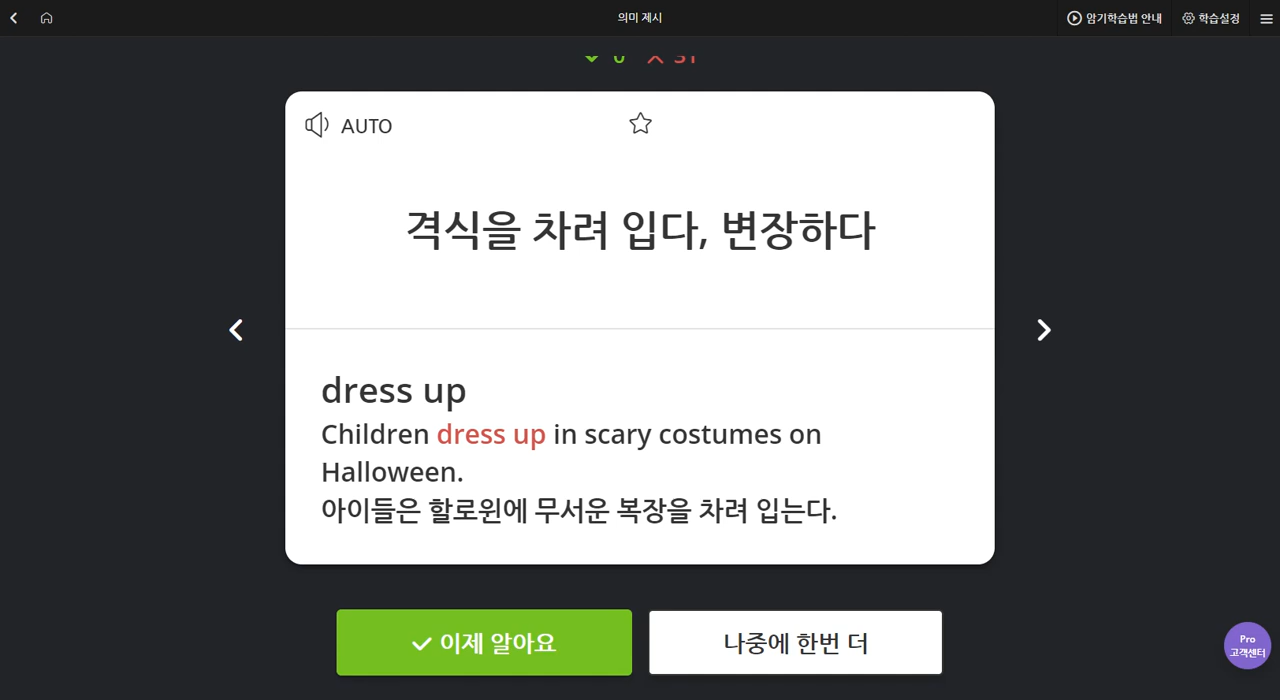 의미 제시
암기학습법 안내
학습설정
AUTO
격식을 차려 입다, 변장하다
dress up
Children dress up in scary costumes on
Halloween.
아이들은 할로윈에 무서운 복장을 차려 입는다.
이제 알아요
나중에 한번 더
Pro
고객센터